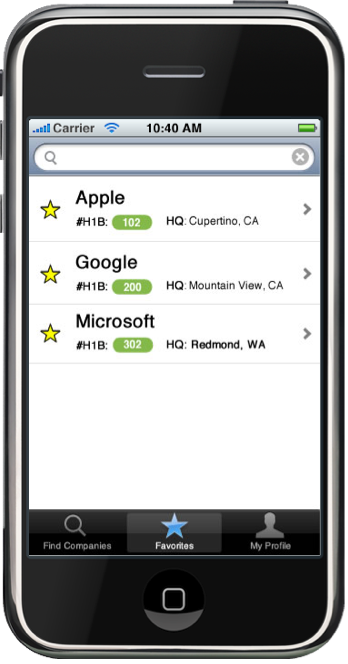 Carrier 10:40 AM
Apple
#H1B: 102 HQ: Cupertino, CA
Google
#H1B: 200 HQ: Mountain View, CA
Microsoft
#H1B: 302 HQ: Redmond, WA
Find Companies Favorites My Profile